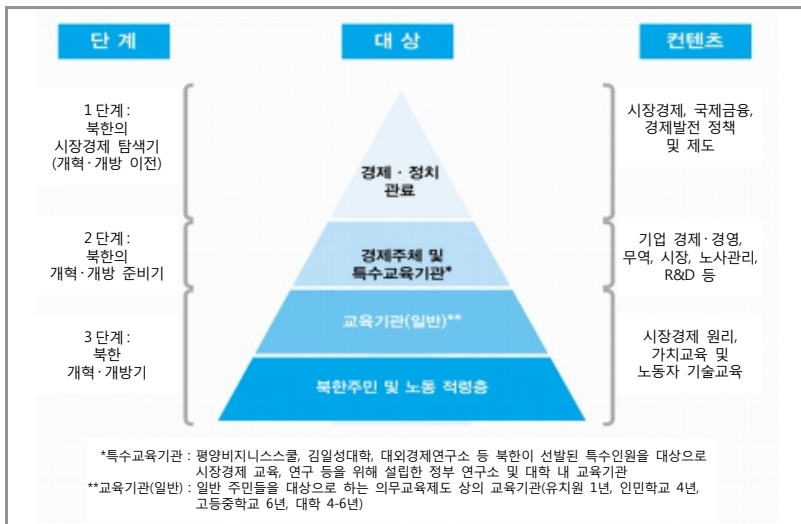 단 계
대 상
컨텐츠
1 단계 :
북한의
시장경제 탐색기
(개혁·개방 이전)
경제 · 정치
관료
시장경제, 국제금융,
경제발전 정책
및 제도
2 단계 :
북한의
개혁·개방 준비기
경제주체 및
특수교육기관*
기업 경제·경영,
무역, 시장, 노사관리,
R&D 등
3 단계 :
북한
개혁·개방기
교육기관(일반)**
북한주민 및 노동 적령층
시장경제 원리,
가치교육 및
노동자 기술교육
*특수교육기관 : 평양비지니스스쿨, 김일성대학, 대외경제연구소 등 북한이 선발된 특수인원을 대상으로
시장경제 교육, 연구 등을 위해 설립한 정부 연구소 및 대학 내 교육기관
**교육기관(일반) : 일반 주민들을 대상으로 하는 의무교육제도 상의 교육기관(유치원 1년, 인민학교 4년,
고등중학교 6년, 대학 4-6년)